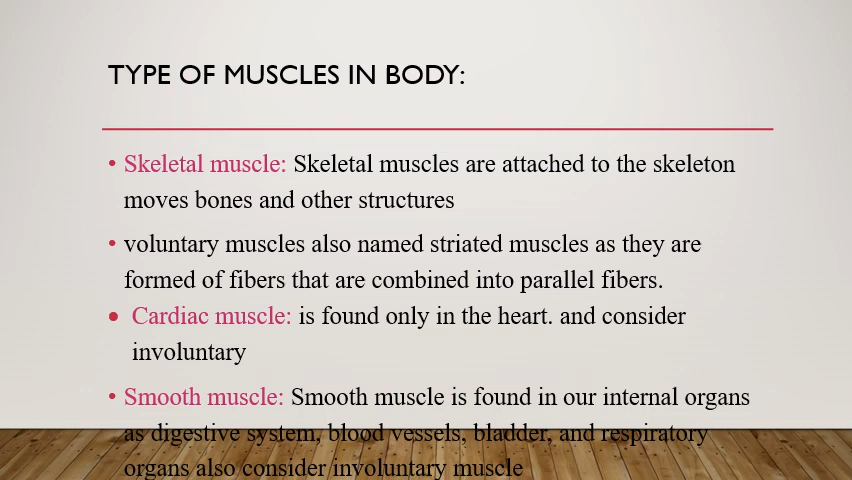 TYPE OF MUSCLES IN BODY:
• Skeletal muscle: Skeletal muscles are attached to the skeleton
moves bones and other structures
• voluntary muscles also named striated muscles as they are
formed of fibers that are combined into parallel fibers.
• Cardiac muscle: is found only in the heart. and consider
involuntary
• Smooth muscle: Smooth muscle is found in our internal organs
as digestive system, blood vessels, bladder, and respiratory
organs also consider involuntary muscle